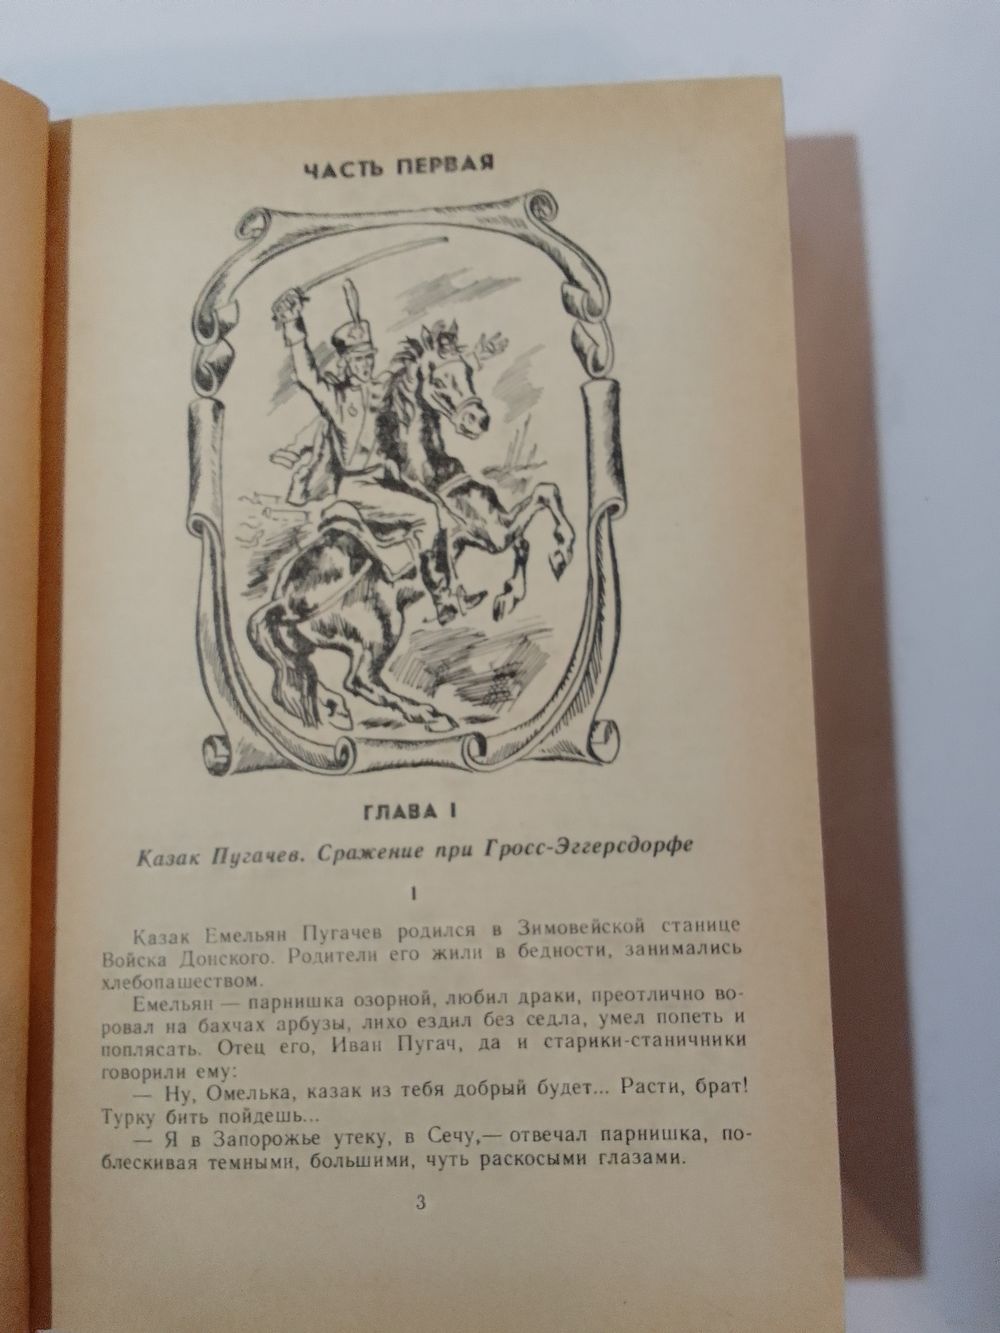 ЧАСТЬ ПЕРВАЯ
ГЛАВА I
Казак Пугачев. Сражение при Гросс-Эггерсдорфе
I
Казак Емельян Пугачев родился в Зимовейской станице
Войска Донского. Родители его жили в бедности, занимались
хлебопашеством.
Емельян — парнишка озорной, любил драки, преотлично во-
ровал на бахчах арбузы, лихо ездил без седла, умел попеть и
поплясать. Отец его, Иван Пугач, да и старики-станичники
говорили ему:
— Ну, Омелька, казак из тебя добрый будет... Расти, брат!
Турку бить пойдешь...
— Я в Запорожье утеку, в Сечу,— отвечал парнишка, по-
блескивая темными, большими, чуть раскосыми глазами.
3